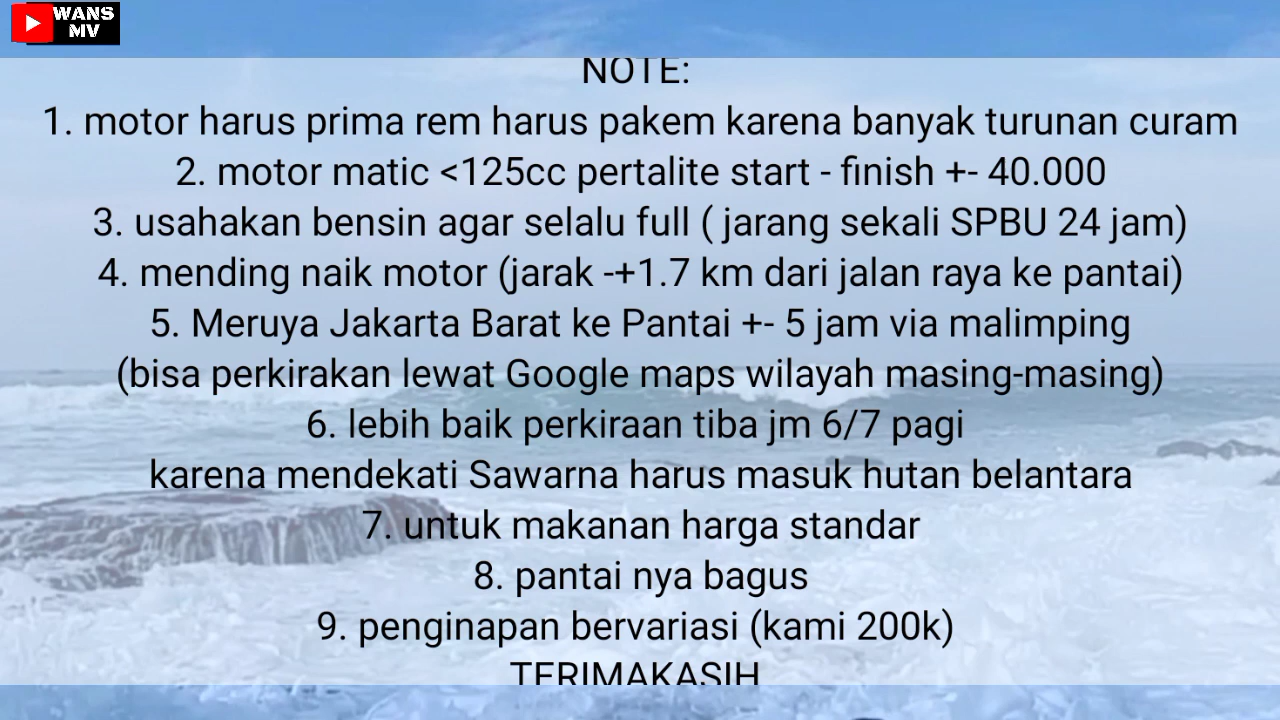 WANS
MV
NOTE:
1. motor harus prima rem harus pakem karena banyak turunan curam
2. motor matic <125cc pertalite start - finish +- 40.000
3. usahakan bensin agar selalu full ( jarang sekali SPBU 24 jam)
4. mending naik motor (jarak -+1.7 km dari jalan raya ke pantai)
5. Meruya Jakarta Barat ke Pantai +- 5 jam via malimping
(bisa perkirakan lewat Google maps wilayah masing-masing)
6. lebih baik perkiraan tiba jm 6/7 pagi
karena mendekati Sawarna harus masuk hutan belantara
7. untuk makanan harga standar
8. pantai nya bagus
9. penginapan bervariasi (kami 200k)
TERIMAKASIH